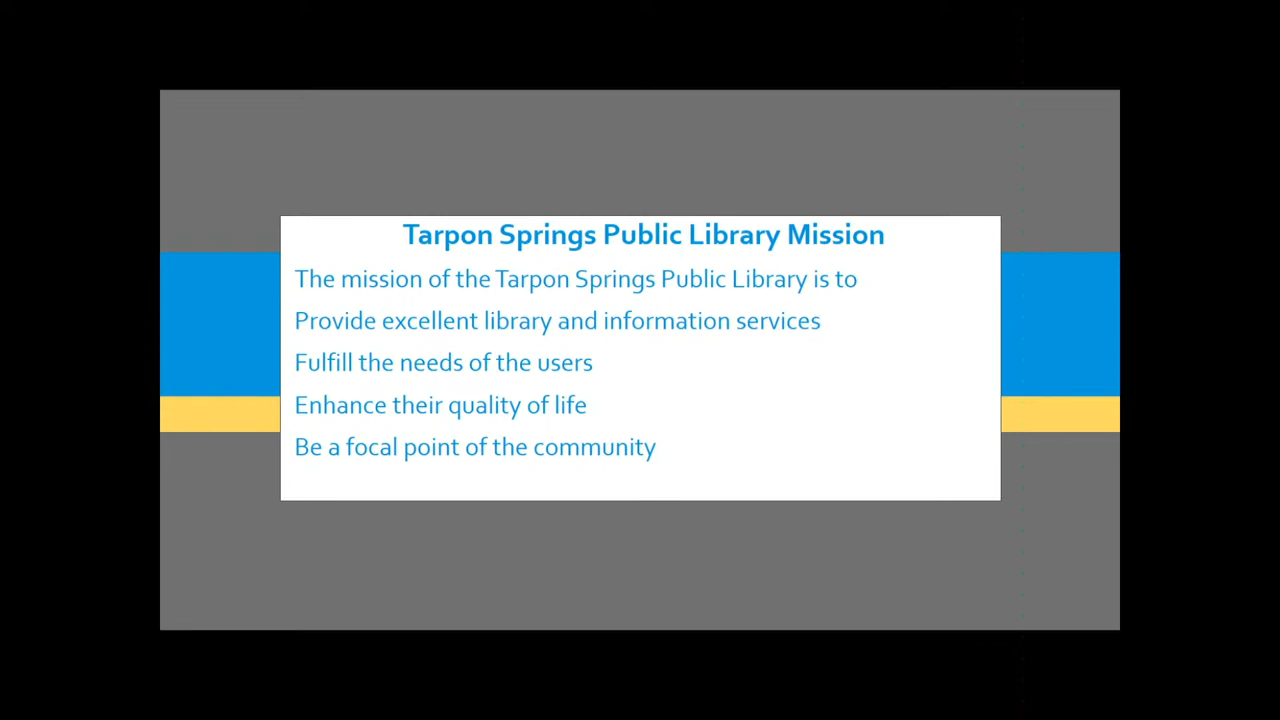 Tarpon Springs Public Library Mission
The mission of the Tarpon Springs Public Library is to
Provide excellent library and information services
Fulfill the needs of the users
Enhance their quality of life
Be a focal point of the community